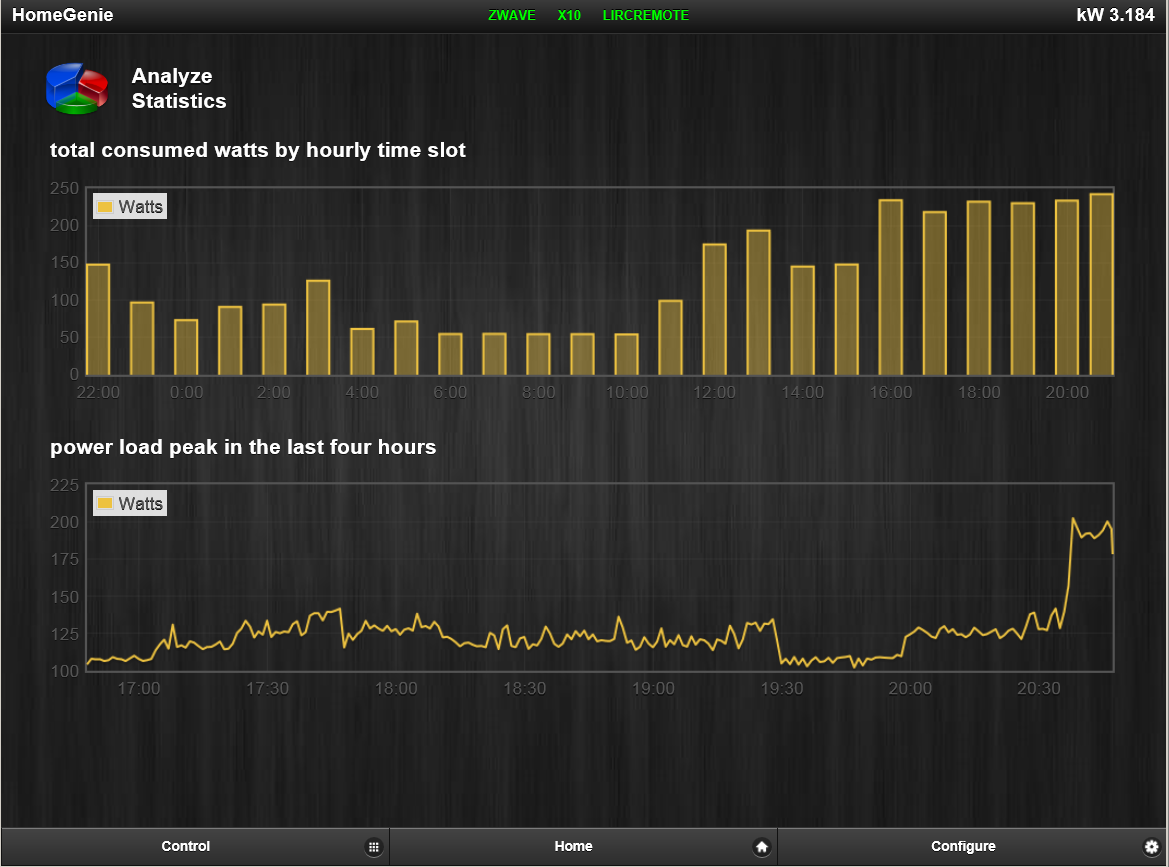 HomeGenie
ZWAVE X10 LIRCREMOTE
kW 3.184
Analyze
Statistics
total consumed watts by hourly time slot
Watts
250
200
150
100
50
0
22:00 0:00 2:00 4:00 6:00 8:00 10:00 12:00 14:00 16:00 18:00 20:00
power load peak in the last four hours
Watts
225
200
175
150
125
100
17:00 17:30 18:00 18:30 19:00 19:30 20:00 20:30
Control
Home
Configure